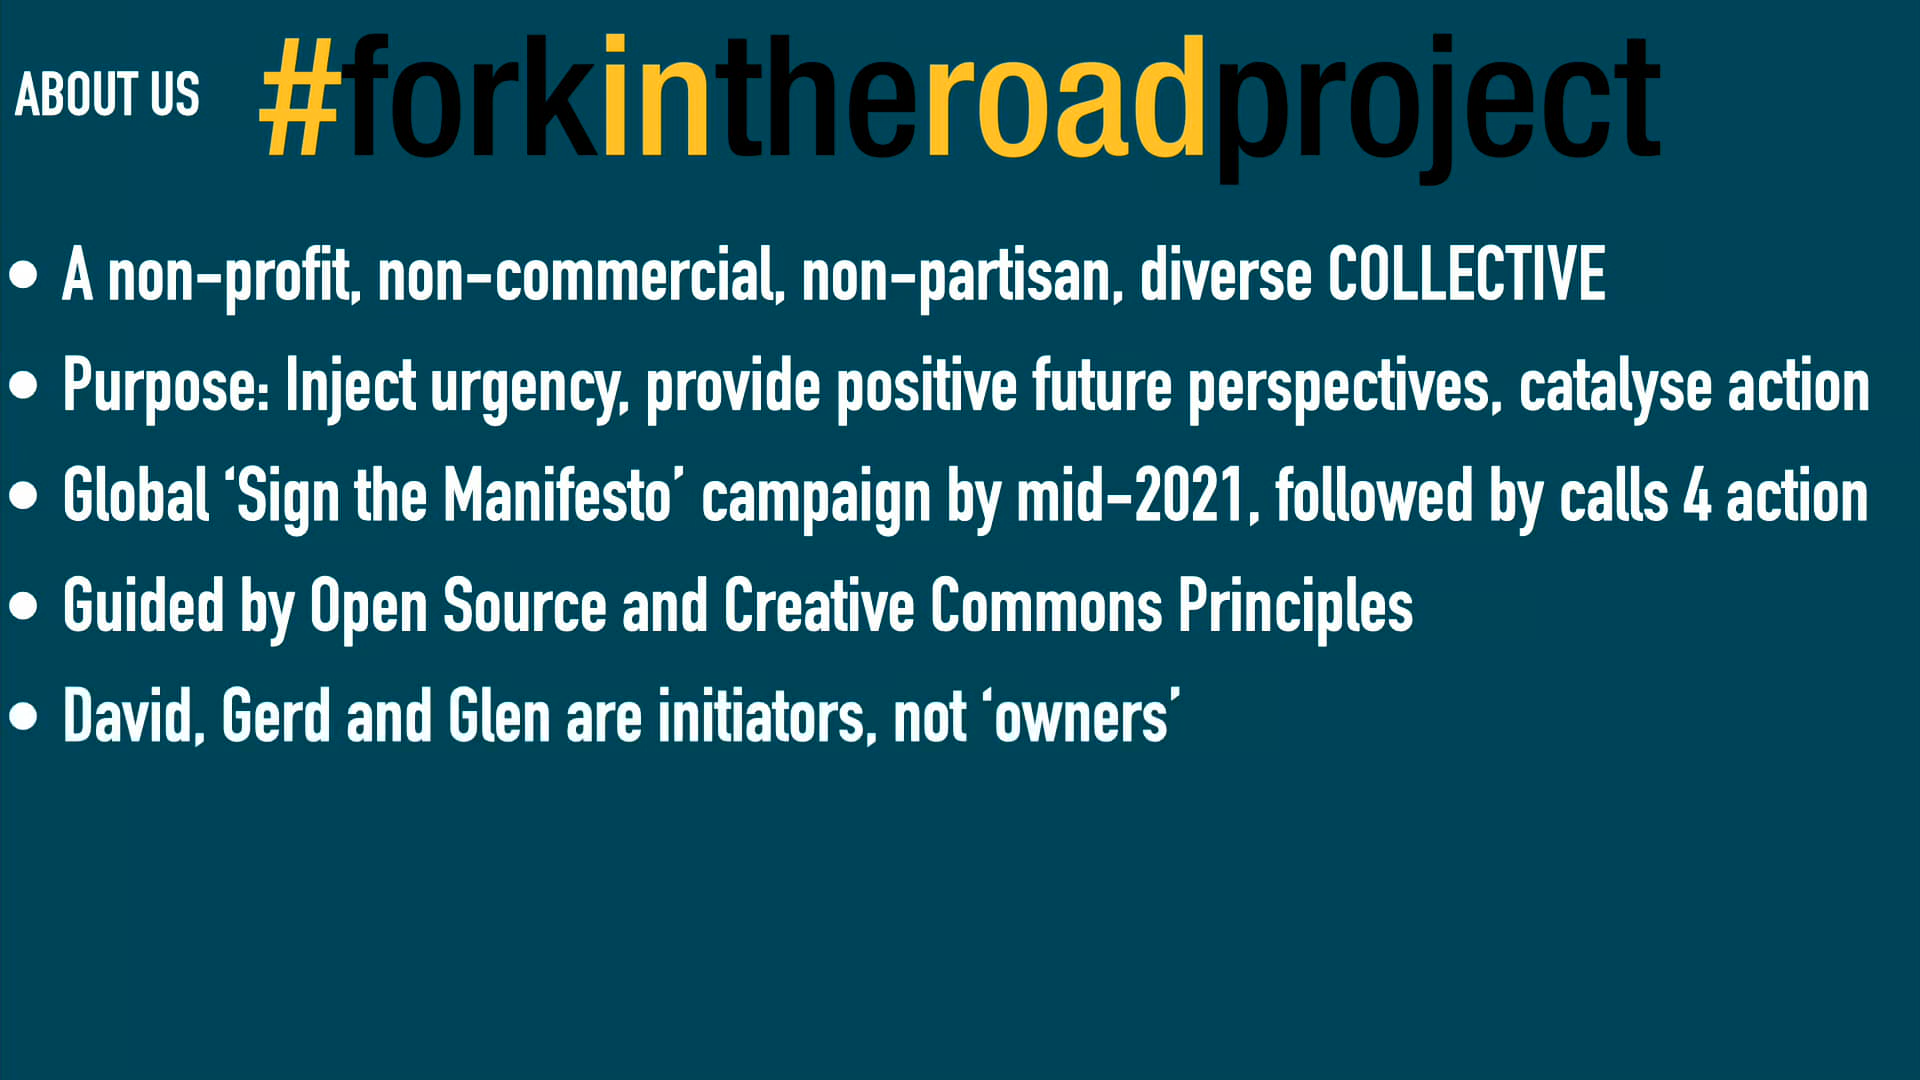 ABOUT US #forkintheroadproject
• A non-profit, non-commercial, non-partisan, diverse COLLECTIVE
• Purpose: Inject urgency, provide positive future perspectives, catalyse action
• Global ‘Sign the Manifesto’ campaign by mid-2021, followed by calls 4 action
• Guided by Open Source and Creative Commons Principles
• David, Gerd and Glen are initiators, not ‘owners’